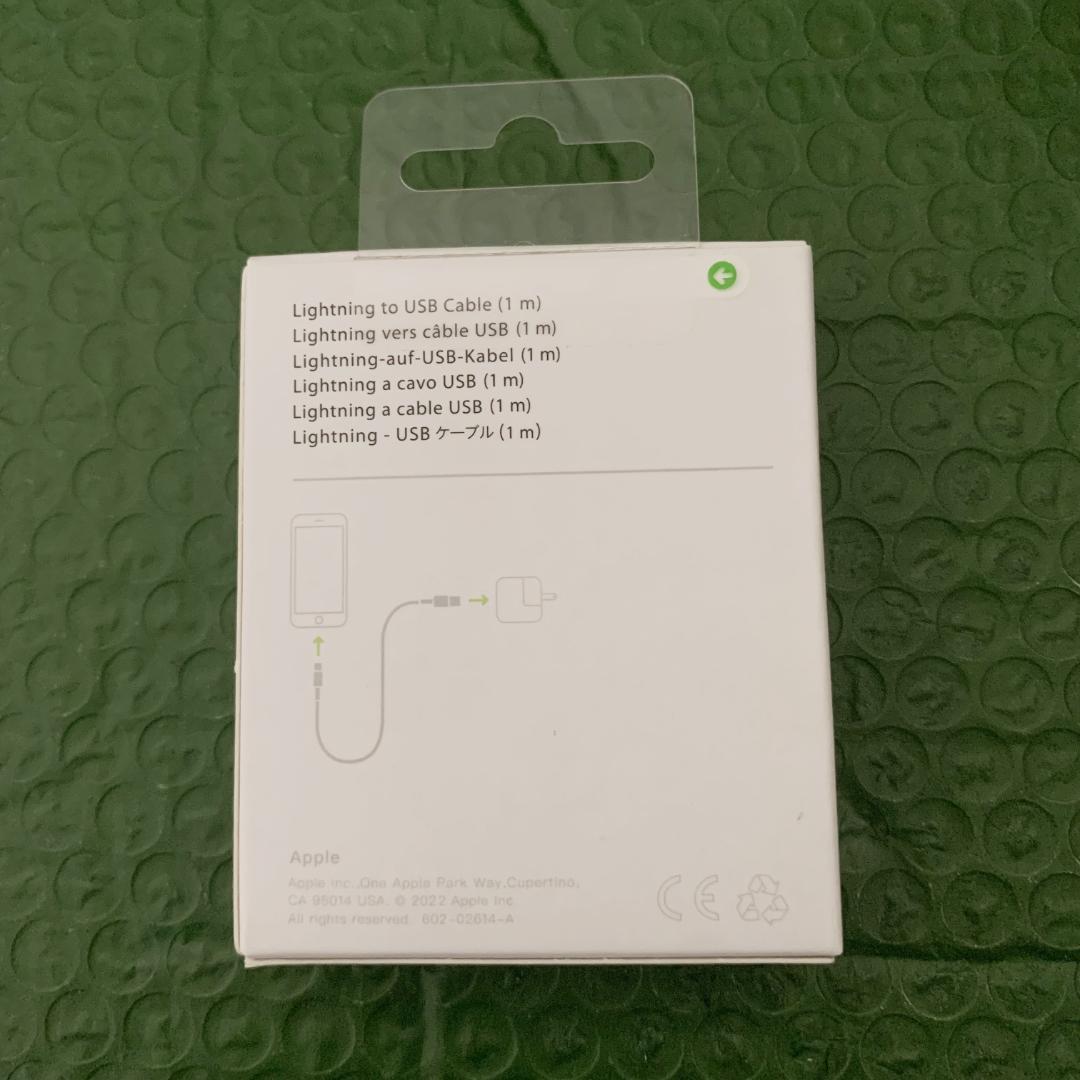 Lightning to USB Cable (1 m)
Lightning vers câble USB (1 m)
Lightning-auf-USB-Kabel (1 m)
Lightning a cavo USB (1 m)
Lightning a cable USB (1 m)
Lightning - USB ケーブル (1 m)
Apple
Apple Inc.,One Apple Park Way,Cupertino,
CA 95014 USA. © 2022 Apple Inc
All rights reserved. 602-02614-A
CE